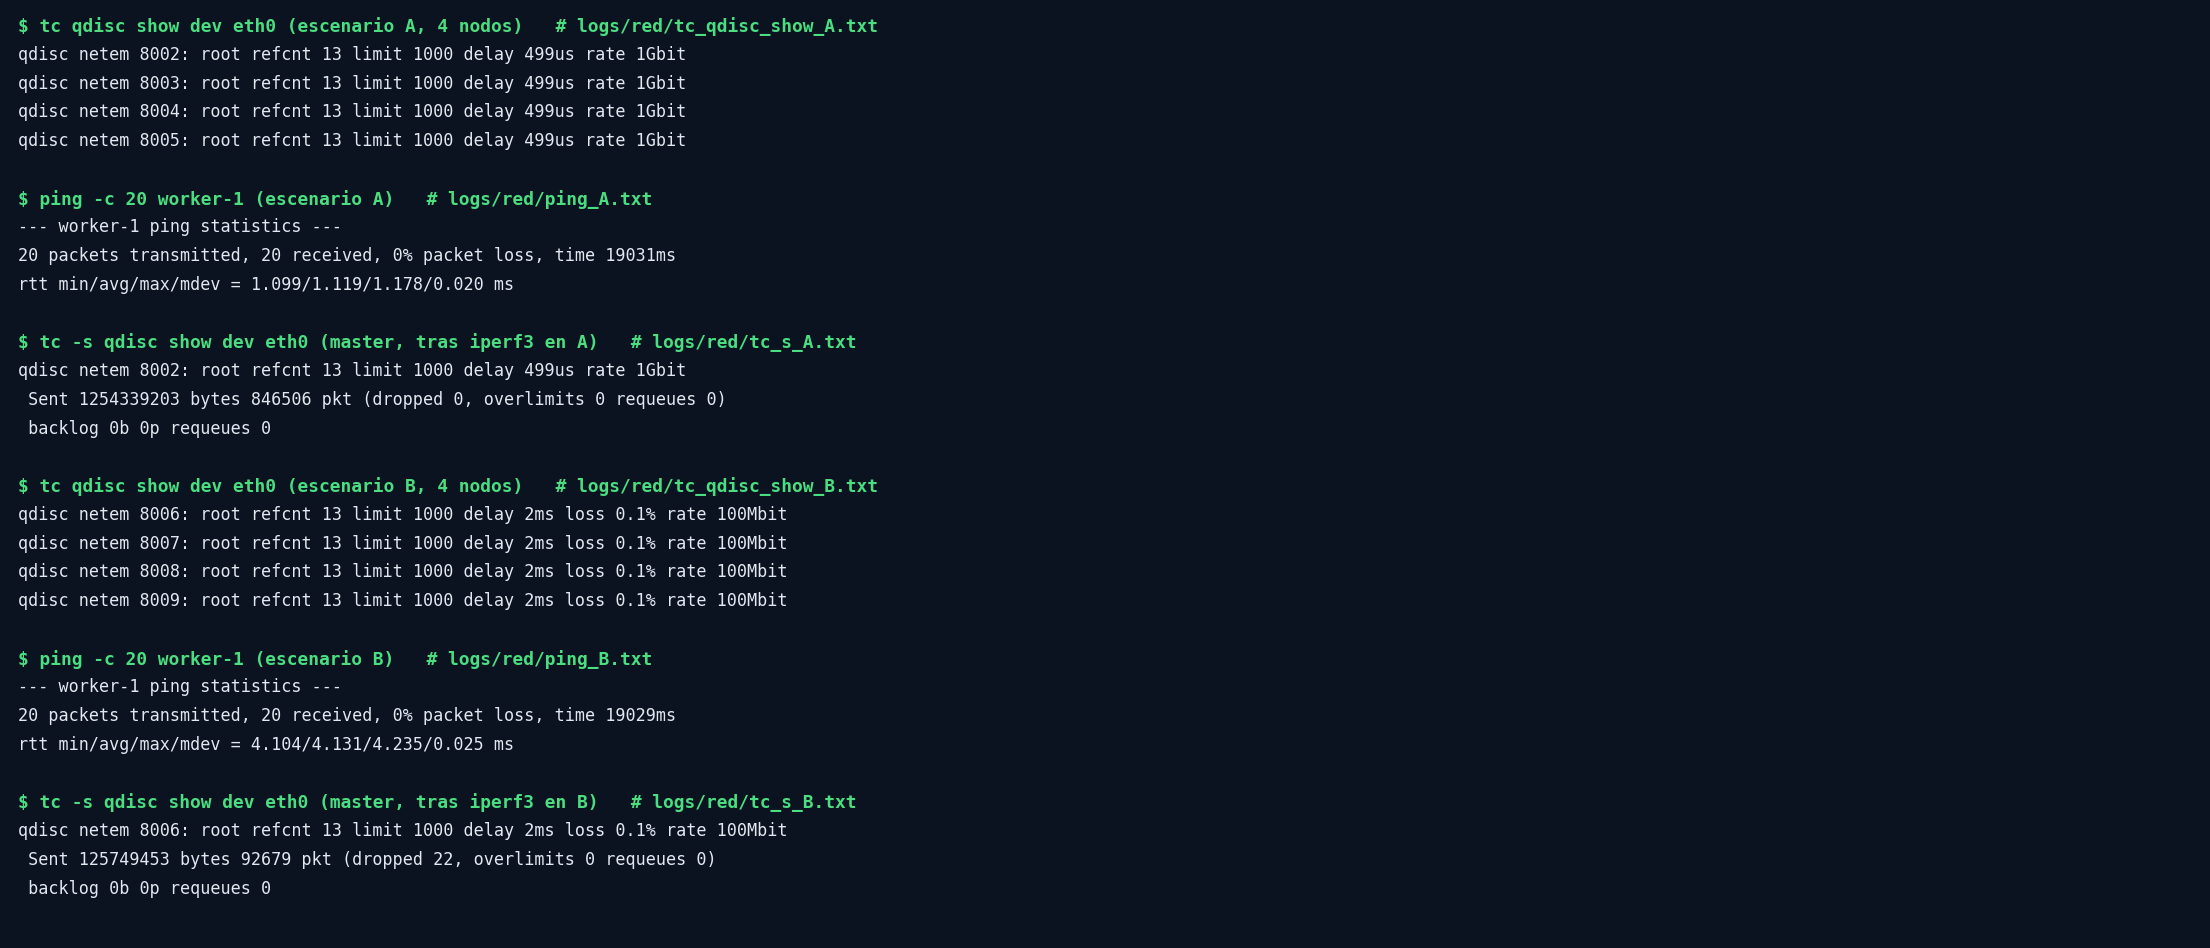 $ tc qdisc show dev eth0 (escenario A, 4 nodos)   # logs/red/tc_qdisc_show_A.txt
qdisc netem 8002: root refcnt 13 limit 1000 delay 499us rate 1Gbit
qdisc netem 8003: root refcnt 13 limit 1000 delay 499us rate 1Gbit
qdisc netem 8004: root refcnt 13 limit 1000 delay 499us rate 1Gbit
qdisc netem 8005: root refcnt 13 limit 1000 delay 499us rate 1Gbit
$ ping -c 20 worker-1 (escenario A)   # logs/red/ping_A.txt
--- worker-1 ping statistics ---
20 packets transmitted, 20 received, 0% packet loss, time 19031ms
rtt min/avg/max/mdev = 1.099/1.119/1.178/0.020 ms
$ tc -s qdisc show dev eth0 (master, tras iperf3 en A)   # logs/red/tc_s_A.txt
qdisc netem 8002: root refcnt 13 limit 1000 delay 499us rate 1Gbit
 Sent 1254339203 bytes 846506 pkt (dropped 0, overlimits 0 requeues 0)
 backlog 0b 0p requeues 0
$ tc qdisc show dev eth0 (escenario B, 4 nodos)   # logs/red/tc_qdisc_show_B.txt
qdisc netem 8006: root refcnt 13 limit 1000 delay 2ms loss 0.1% rate 100Mbit
qdisc netem 8007: root refcnt 13 limit 1000 delay 2ms loss 0.1% rate 100Mbit
qdisc netem 8008: root refcnt 13 limit 1000 delay 2ms loss 0.1% rate 100Mbit
qdisc netem 8009: root refcnt 13 limit 1000 delay 2ms loss 0.1% rate 100Mbit
$ ping -c 20 worker-1 (escenario B)   # logs/red/ping_B.txt
--- worker-1 ping statistics ---
20 packets transmitted, 20 received, 0% packet loss, time 19029ms
rtt min/avg/max/mdev = 4.104/4.131/4.235/0.025 ms
$ tc -s qdisc show dev eth0 (master, tras iperf3 en B)   # logs/red/tc_s_B.txt
qdisc netem 8006: root refcnt 13 limit 1000 delay 2ms loss 0.1% rate 100Mbit
 Sent 125749453 bytes 92679 pkt (dropped 22, overlimits 0 requeues 0)
 backlog 0b 0p requeues 0